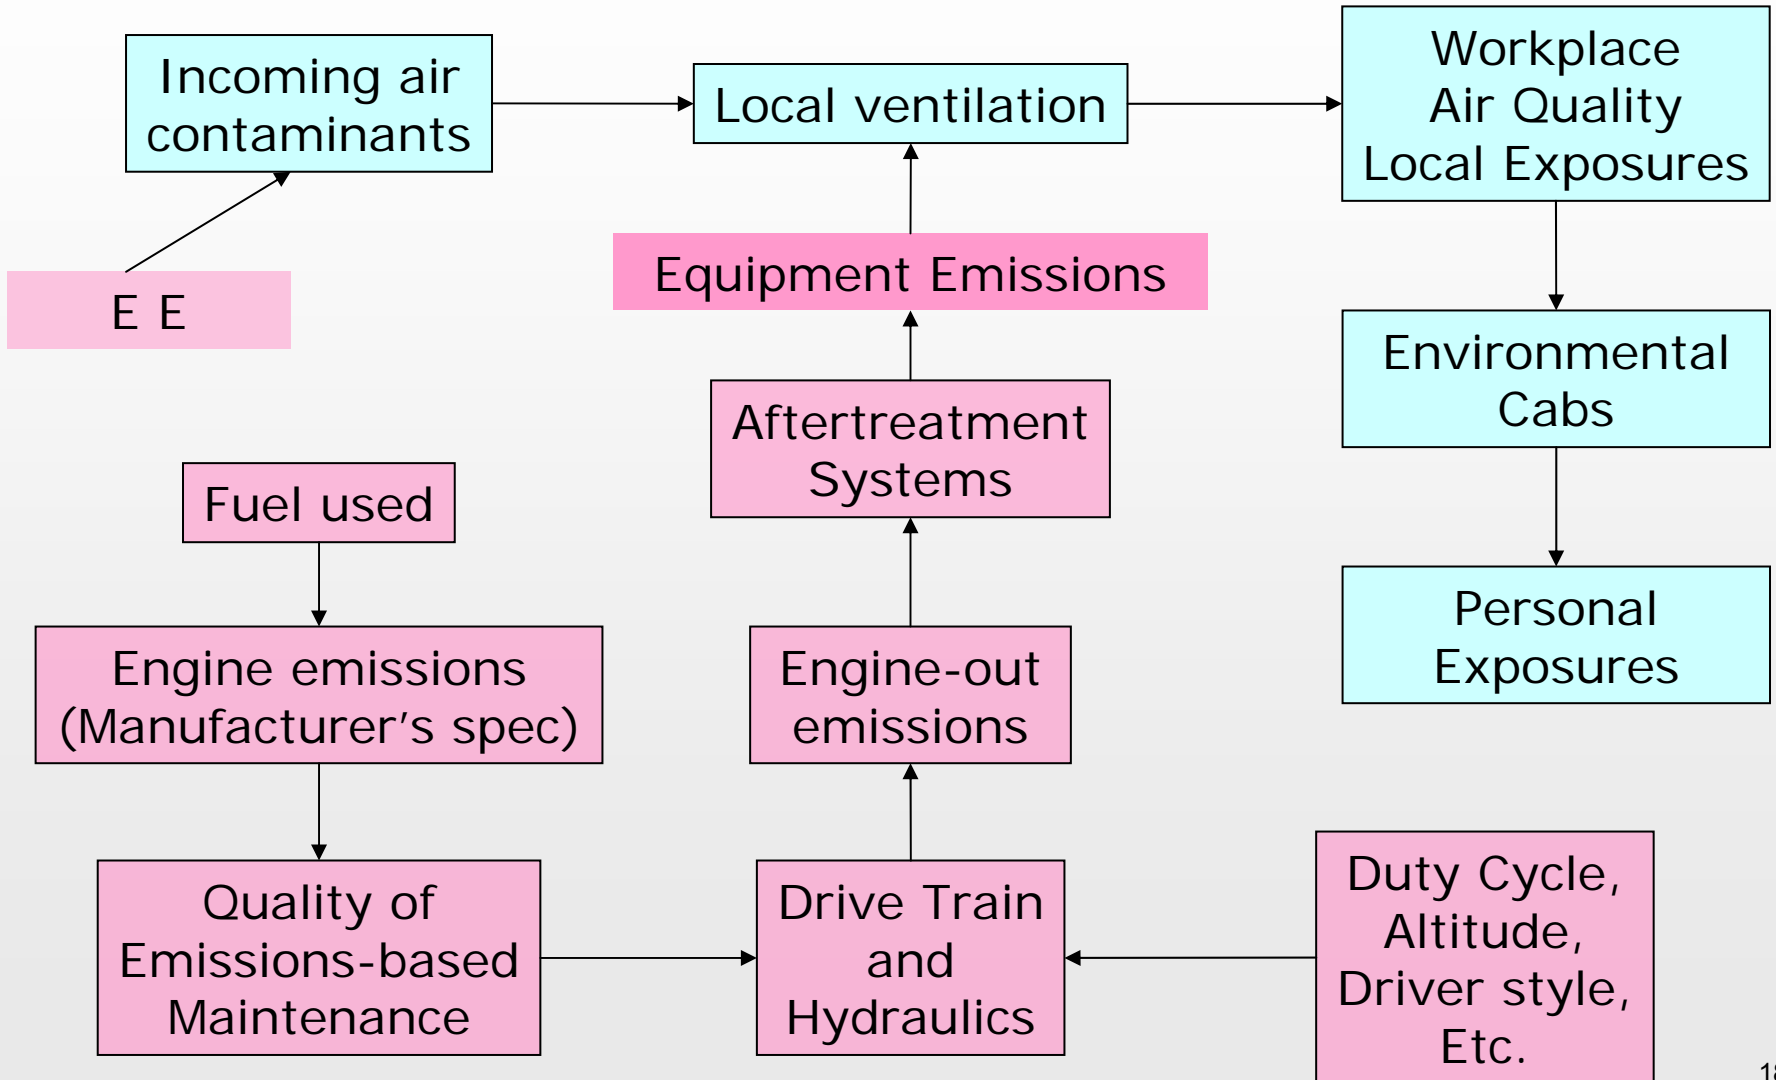 Incoming air
contaminants
Local ventilation
Workplace
Air Quality
Local Exposures
E E
Equipment Emissions
Environmental
Cabs
Aftertreatment
Systems
Fuel used
Personal
Exposures
Engine emissions
(Manufacturer's spec)
Engine-out
emissions
Quality of
Emissions-based
Maintenance
Drive Train
and
Hydraulics
Duty Cycle,
Altitude,
Driver style,
Etc.